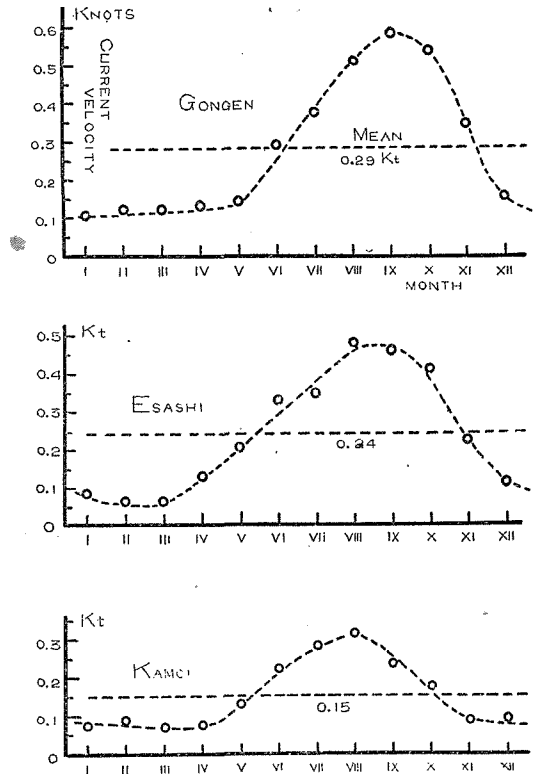 KNOTS
0.6
0.5
0.4
0.3
0.2
0.1
0
CURRENT
VELOCITY
GONGEN
MEAN
0.29 Kt
I II III IV V VI VII VIII IX X XI XII
MONTH
Kt
0.5
0.4
0.3
0.2
0.1
0
ESASHI
0.24
I II III IV V VI VII VIII IX X XI XII
Kt
0.3
0.2
0.1
0
KAMOI
0.15
I II III IV V VI VII VIII IX X XI XII